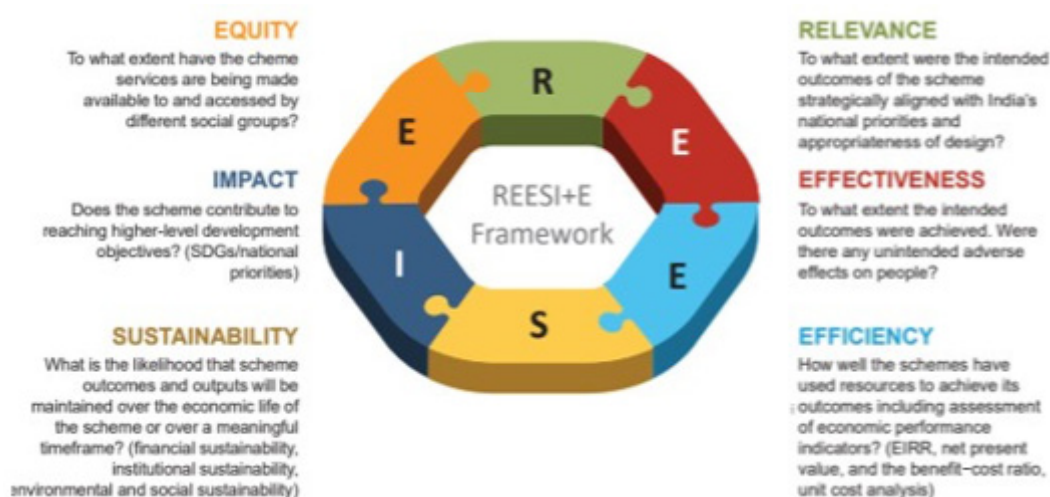 EQUITY
To what extent have the cheme
services are being made
available to and accessed by
different social groups?
IMPACT
Does the scheme contribute to
reaching higher-level development
objectives? (SDGs/national
priorities)
SUSTAINABILITY
What is the likelihood that scheme
outcomes and outputs will be
maintained over the economic life of
the scheme or over a meaningful
timeframe? (financial sustainability,
institutional sustainability,
environmental and social sustainability)
R
E
E
S
I
E
REESI+E
Framework
RELEVANCE
To what extent were the intended
outcomes of the scheme
strategically aligned with India's
national priorities and
appropriateness of design?
EFFECTIVENESS
To what extent the intended
outcomes were achieved. Were
there any unintended adverse
effects on people?
EFFICIENCY
How well the schemes have
used resources to achieve its
outcomes including assessment
of economic performance
indicators? (EIRR, net present
value, and the benefit-cost ratio,
unit cost analysis)